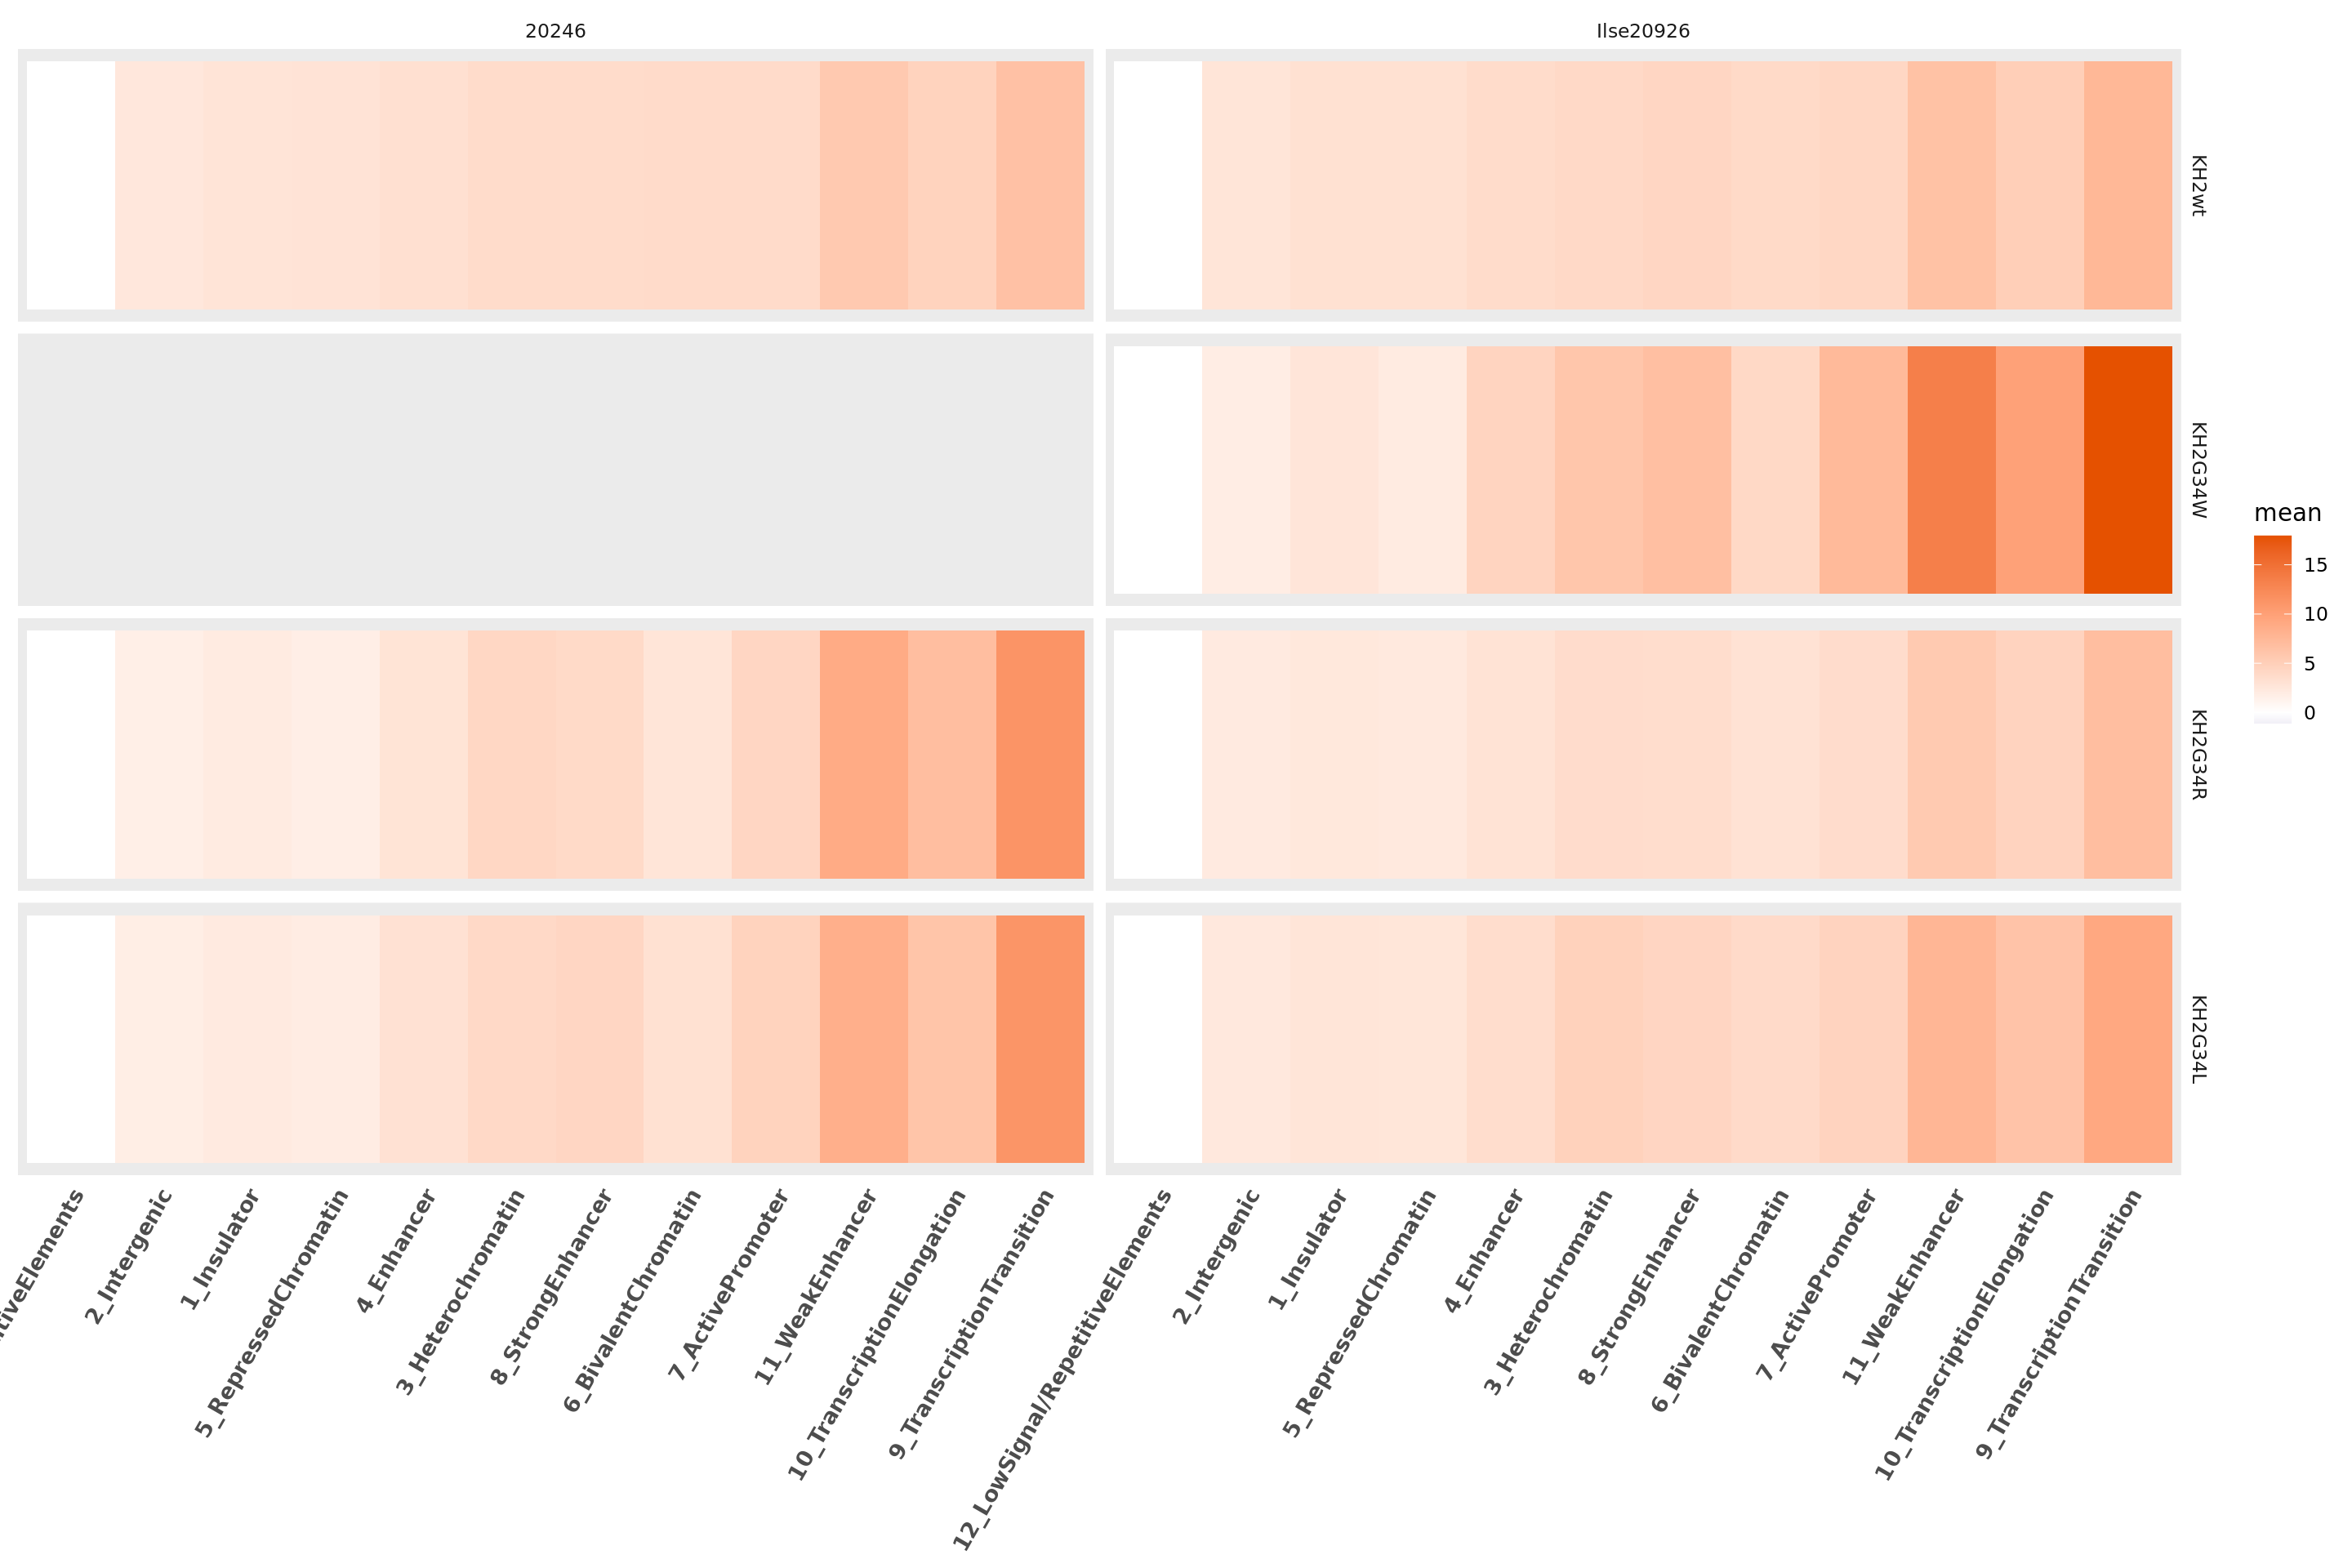 20246
Ilse20926
KH2wt
KH2G34W
KH2G34R
KH2G34L
mean
15
10
5
0
tiveElements
2_Intergenic
1_Insulator
5_RepressedChromatin
4_Enhancer
3_Heterochromatin
8_StrongEnhancer
6_BivalentChromatin
7_ActivePromoter
11_WeakEnhancer
10_TranscriptionElongation
9_TranscriptionTransition
12_LowSignal/RepetitiveElements
2_Intergenic
1_Insulator
5_RepressedChromatin
4_Enhancer
3_Heterochromatin
8_StrongEnhancer
6_BivalentChromatin
7_ActivePromoter
11_WeakEnhancer
10_TranscriptionElongation
9_TranscriptionTransition